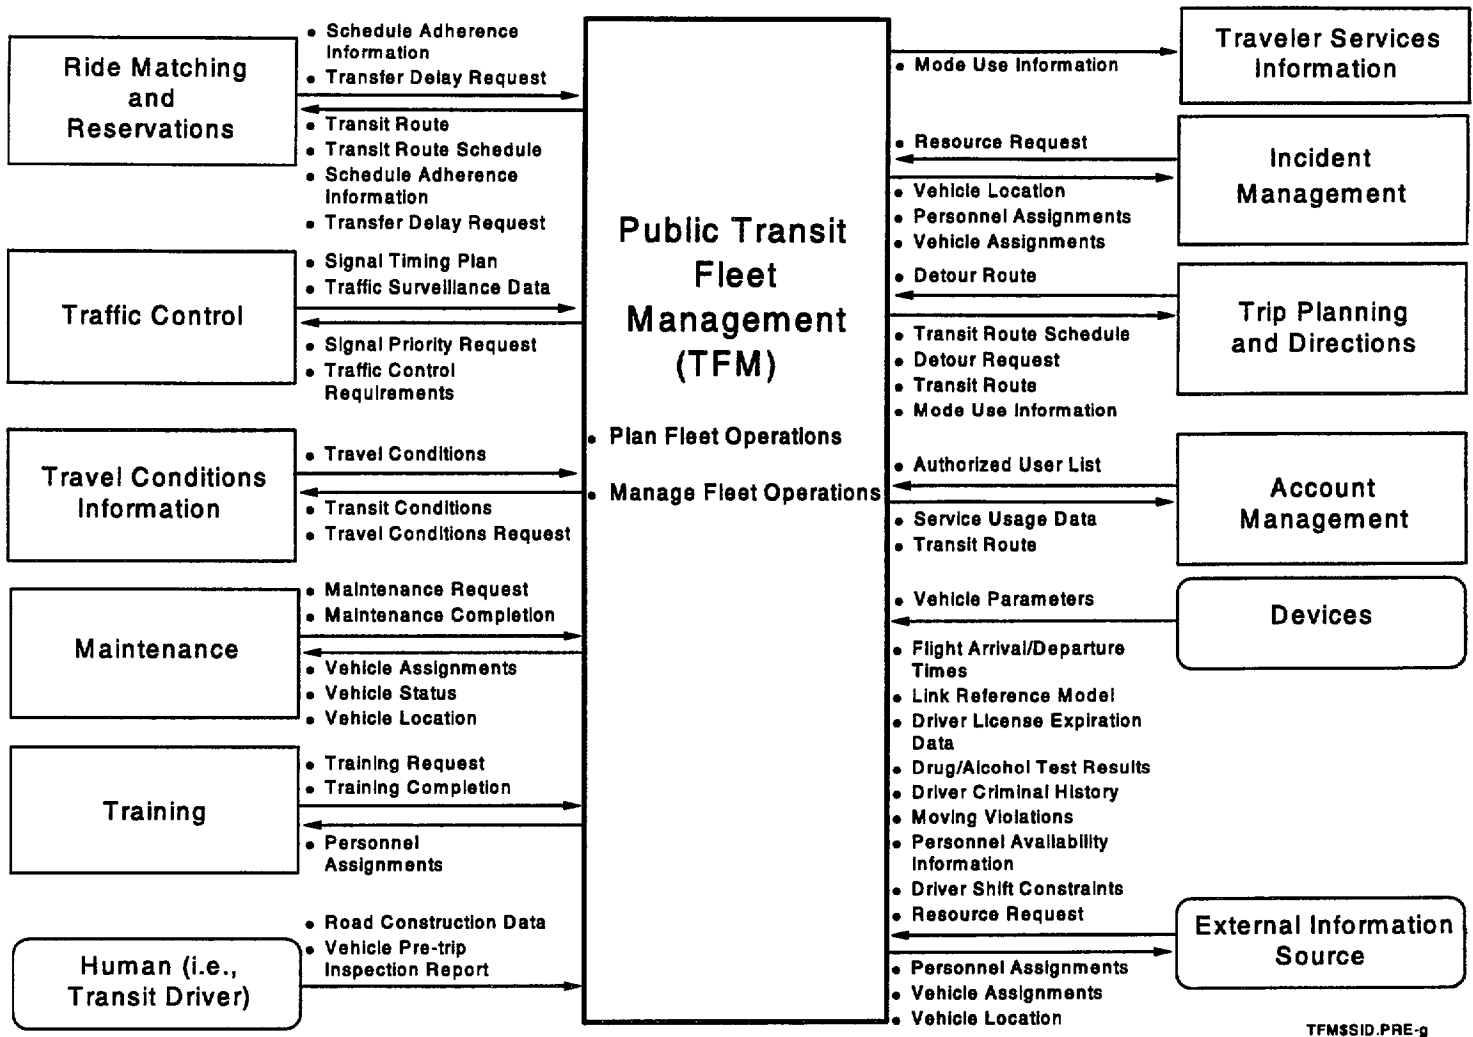 Ride Matching
and
Reservations
• Schedule Adherence
Information
• Transfer Delay Request
• Transit Route
• Transit Route Schedule
• Schedule Adherence
Information
• Transfer Delay Request
Traffic Control
• Signal Timing Plan
• Traffic Surveillance Data
• Signal Priority Request
• Traffic Control
Requirements
Travel Conditions
Information
• Travel Conditions
• Transit Conditions
• Travel Conditions Request
Maintenance
• Maintenance Request
• Maintenance Completion
• Vehicle Assignments
• Vehicle Status
• Vehicle Location
Training
• Training Request
• Training Completion
• Personnel
Assignments
Human (i.e.,
Transit Driver)
• Road Construction Data
• Vehicle Pre-trip
Inspection Report
Public Transit
Fleet
Management
(TFM)
• Plan Fleet Operations
• Manage Fleet Operations
• Mode Use Information
Traveler Services
Information
• Resource Request
• Vehicle Location
• Personnel Assignments
• Vehicle Assignments
Incident
Management
• Detour Route
• Transit Route Schedule
• Detour Request
• Transit Route
• Mode Use Information
Trip Planning
and Directions
• Authorized User List
• Service Usage Data
• Transit Route
Account
Management
• Vehicle Parameters
Devices
• Flight Arrival/Departure
Times
• Link Reference Model
• Driver License Expiration
Data
• Drug/Alcohol Test Results
• Driver Criminal History
• Moving Violations
• Personnel Availability
Information
• Driver Shift Constraints
• Resource Request
• Personnel Assignments
• Vehicle Assignments
• Vehicle Location
External Information
Source
TFM$SID.PRE-g